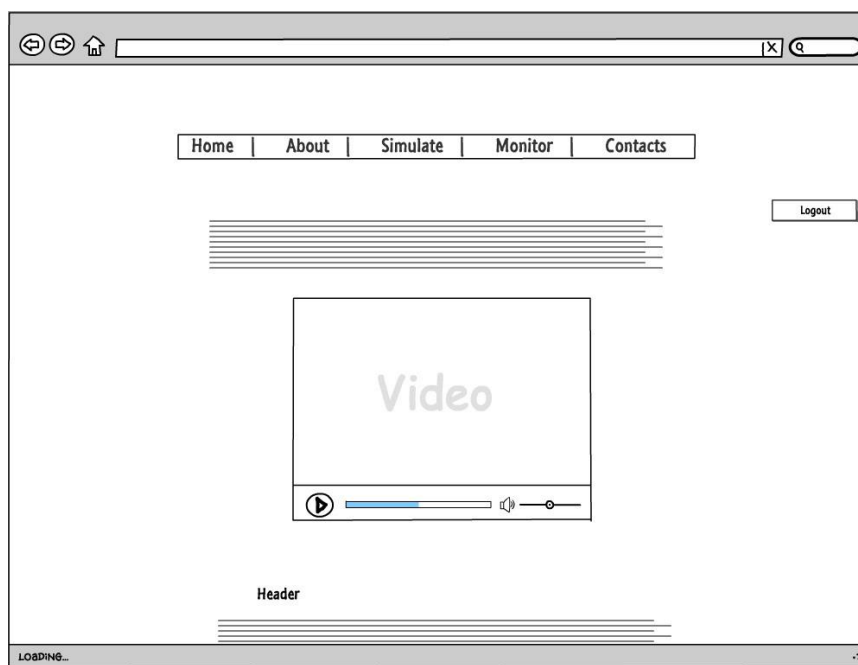 Home | About | Simulate | Monitor | Contacts
Logout
Video
Header
LOADING...